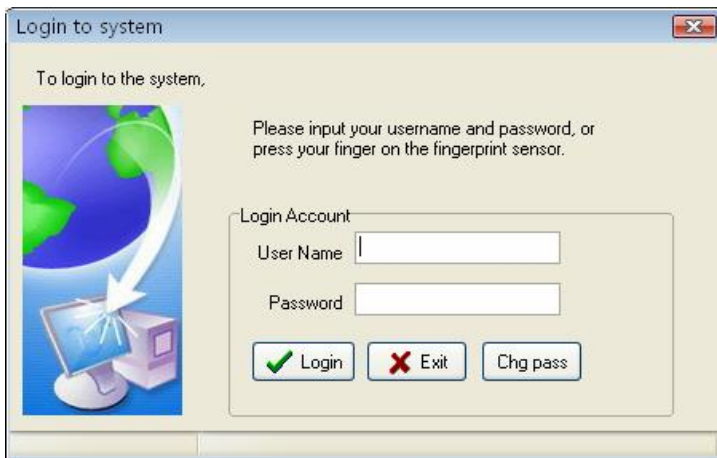 Login to system
To login to the system,
Please input your username and password, or
press your finger on the fingerprint sensor.
Login Account
User Name
Password
Login
Exit
Chg pass